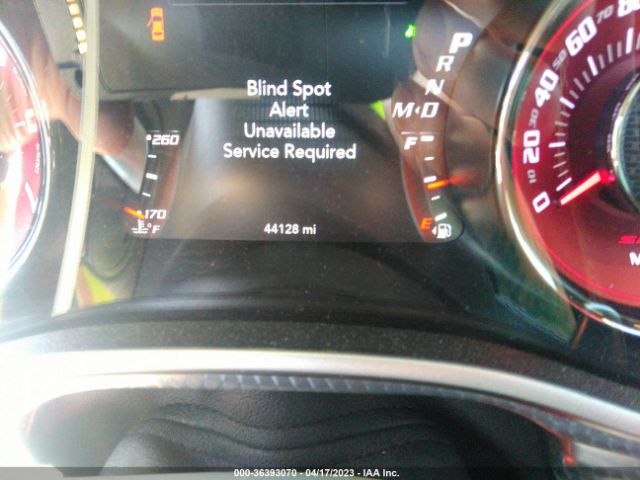 Blind Spot
Alert
Unavailable
Service Required
260
170
°F
44128 mi
P
R
N
M<D
F
E
0
20
40
60
70
000-36393070 - 04/17/2023 - IAA Inc.